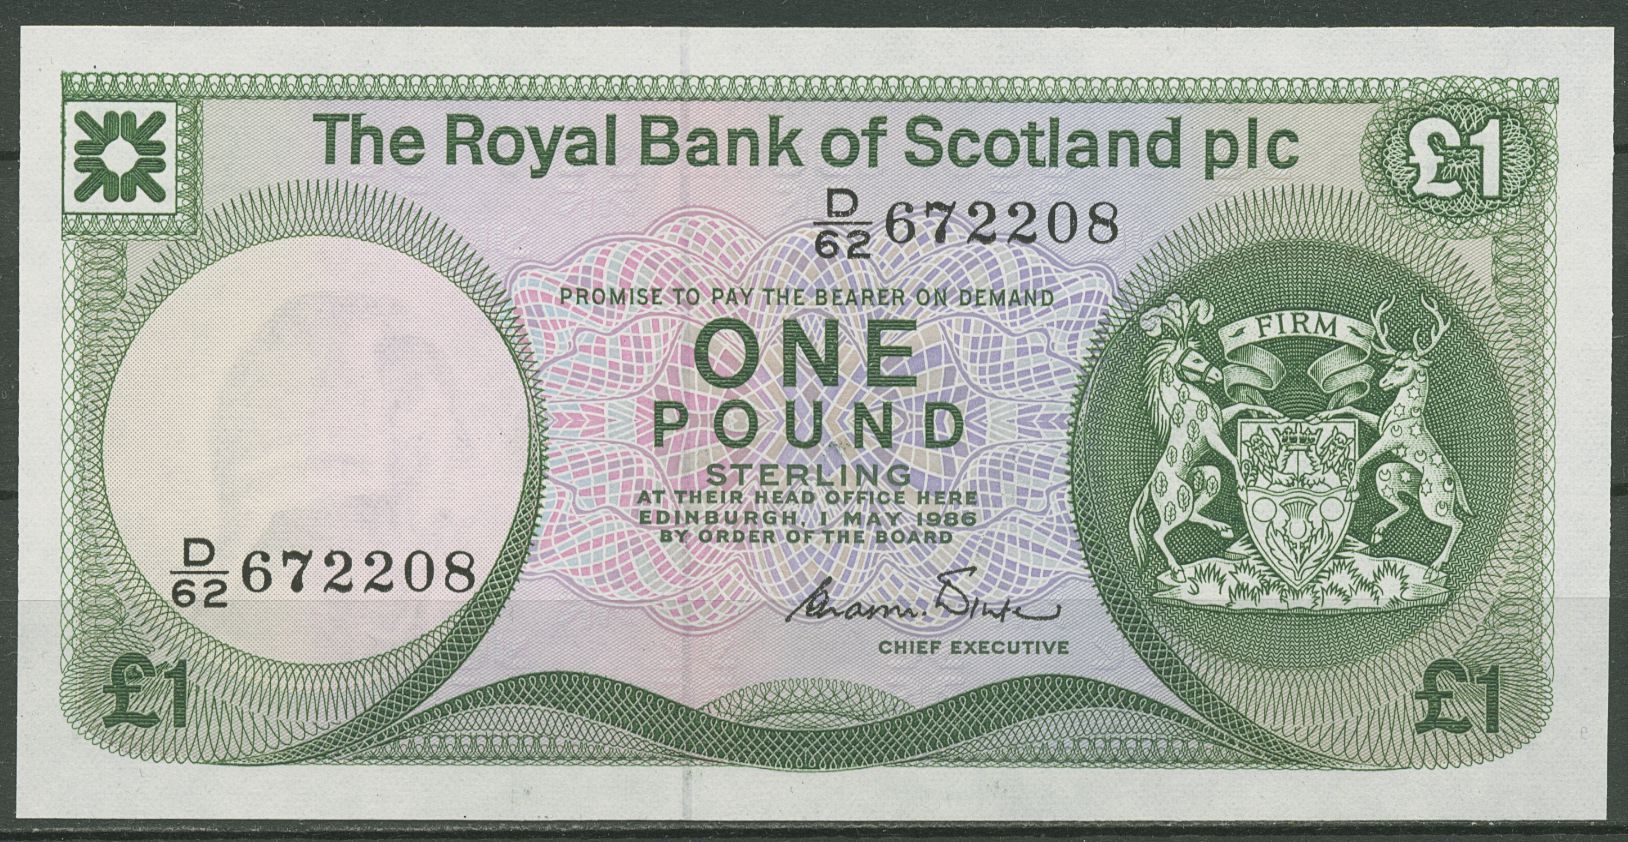 The Royal Bank of Scotland plc
£1
D/62 672208
PROMISE TO PAY THE BEARER ON DEMAND
ONE
POUND
STERLING
AT THEIR HEAD OFFICE HERE
EDINBURGH, 1 MAY 1986
BY ORDER OF THE BOARD
CHIEF EXECUTIVE
FIRM
D/62 672208
£1
£1